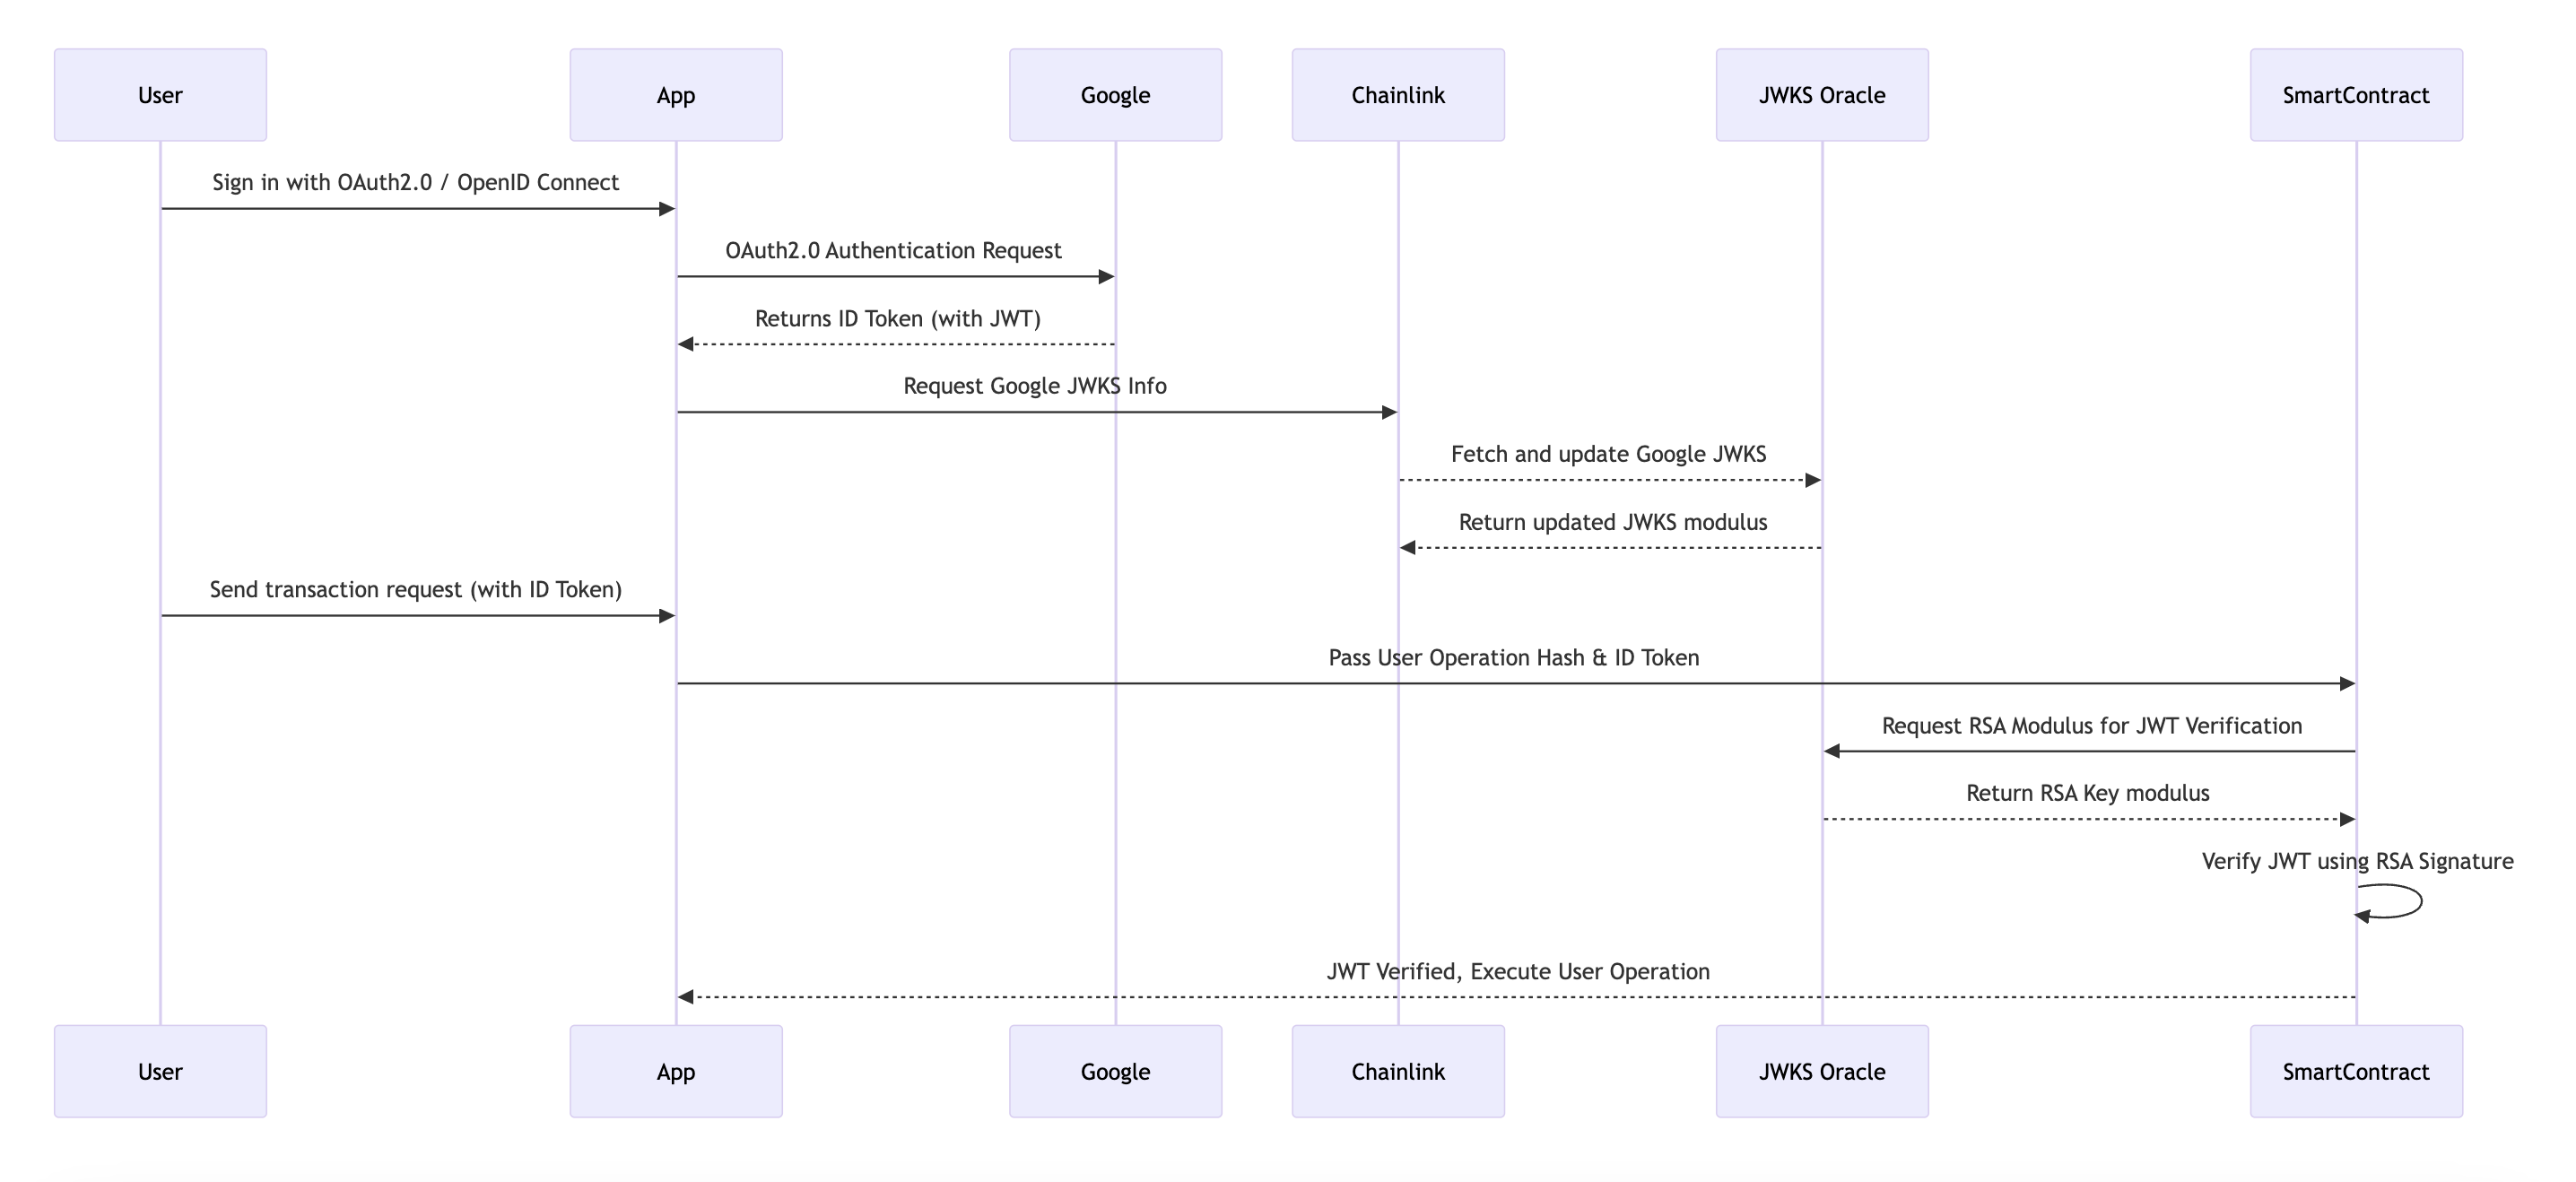 User
App
Google
Chainlink
JWKS Oracle
SmartContract
Sign in with OAuth2.0 / OpenID Connect
OAuth2.0 Authentication Request
Returns ID Token (with JWT)
Request Google JWKS Info
Fetch and update Google JWKS
Return updated JWKS modulus
Send transaction request (with ID Token)
Pass User Operation Hash & ID Token
Request RSA Modulus for JWT Verification
Return RSA Key modulus
Verify JWT using RSA Signature
JWT Verified, Execute User Operation
User
App
Google
Chainlink
JWKS Oracle
SmartContract